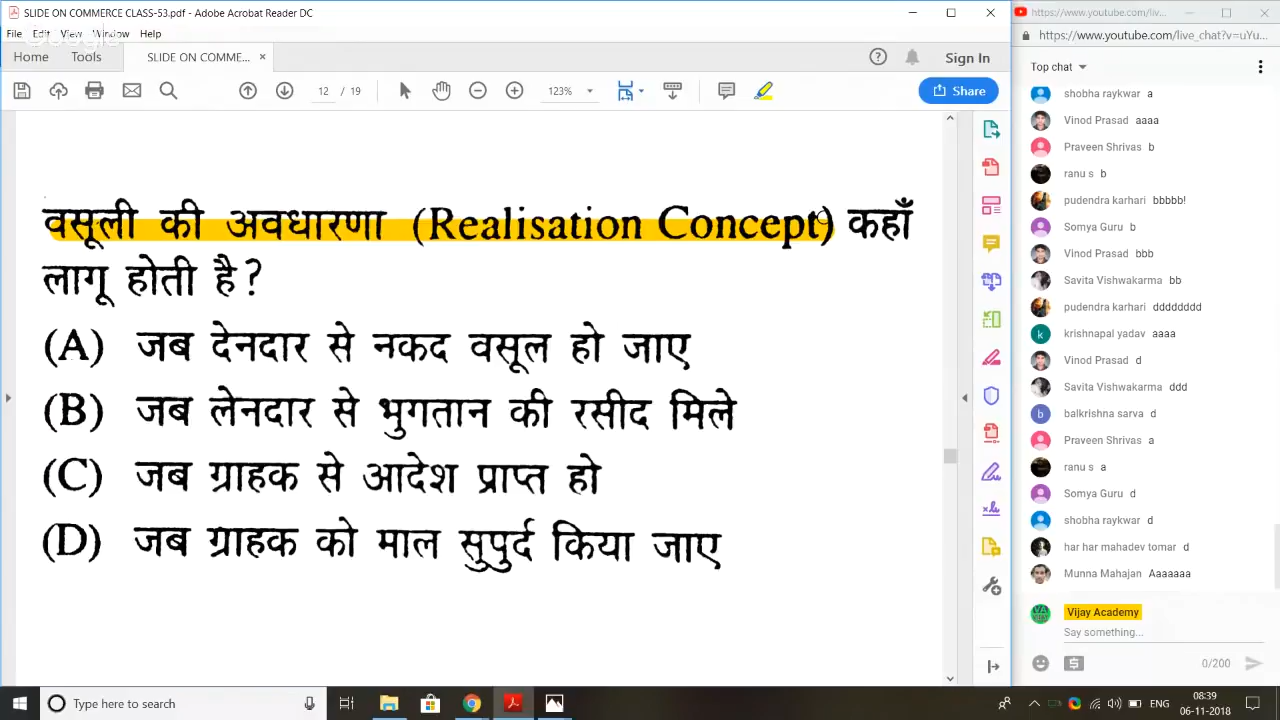 SLIDE ON COMMERCE CLASS-53.pdf - Adobe Acrobat Reader DC
File Edit View Window Help
Home Tools SLIDE ON COMME... × Sign In
12 / 19 123% Share
वसूली की अवधारणा (Realisation Concept) कहाँ
लागू होती है?
(A) जब देनदार से नकद वसूल हो जाए
(B) जब लेनदार से भुगतान की रसीद मिले
(C) जब ग्राहक से आदेश प्राप्त हो
(D) जब ग्राहक को माल सुपुर्द किया जाए
https://www.youtube.com/liv...
https://www.youtube.com/live_chat?v=uYu...
Top chat
shobha raykwar a
Vinod Prasad aaaa
Praveen Shrivas b
ranu s b
pudendra karhari bbbbb!
Somya Guru b
Vinod Prasad bbb
Savita Vishwakarma bb
pudendra karhari dddddddd
krishnapal yadav aaaa
Vinod Prasad d
Savita Vishwakarma ddd
balkrishna sarva d
Praveen Shrivas a
ranu s a
Somya Guru d
shobha raykwar d
har har mahadev tomar d
Munna Mahajan Aaaaaaa
Vijay Academy
Say something...
0/200
Type here to search
ENG
08:39
06-11-2018